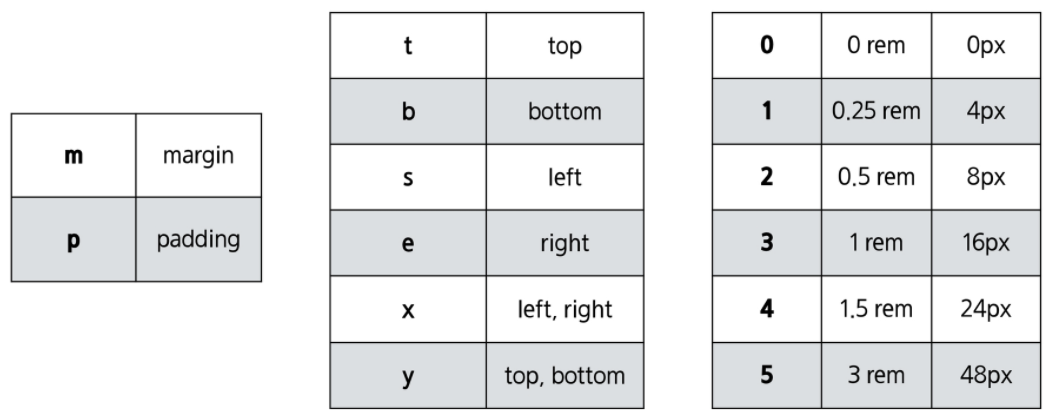 m margin
p padding
t top
b bottom
s left
e right
x left, right
y top, bottom
0 0 rem 0px
1 0.25 rem 4px
2 0.5 rem 8px
3 1 rem 16px
4 1.5 rem 24px
5 3 rem 48px